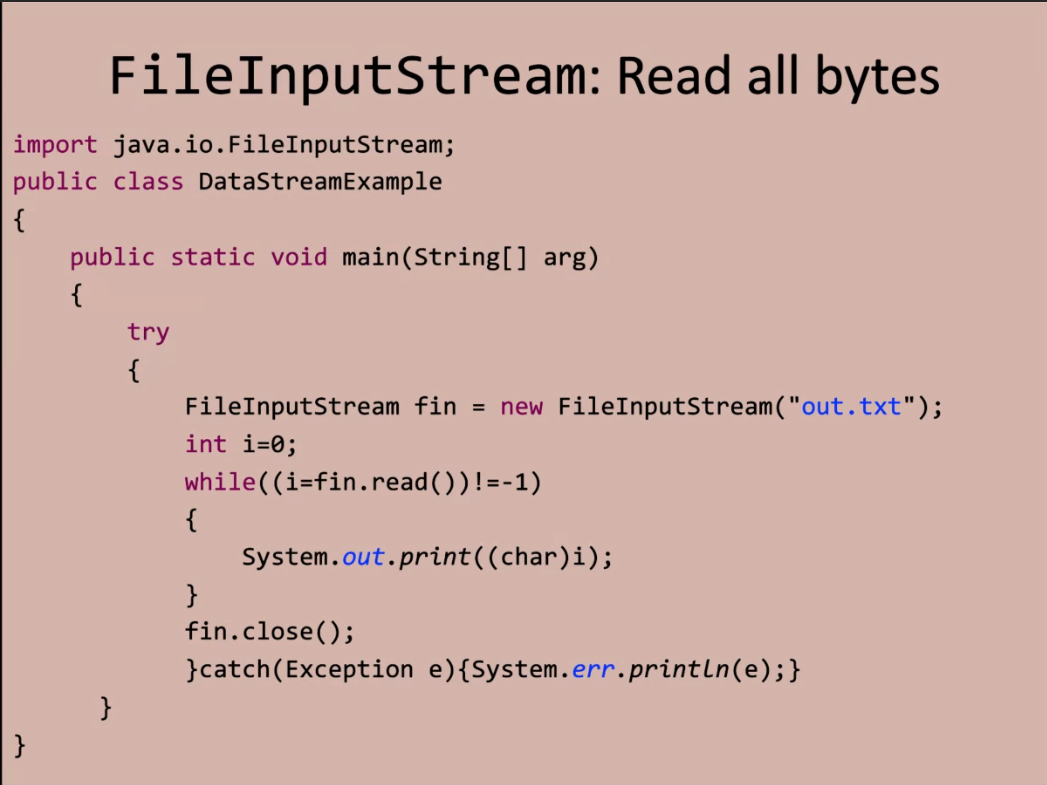 FileInputStream: Read all bytes
import java.io.FileInputStream;
public class DataStreamExample
{
    public static void main(String[] arg)
    {
        try
        {
            FileInputStream fin = new FileInputStream("out.txt");
            int i=0;
            while((i=fin.read())!=-1)
            {
                System.out.print((char)i);
            }
            fin.close();
            }catch(Exception e){System.err.println(e);}
      }
}